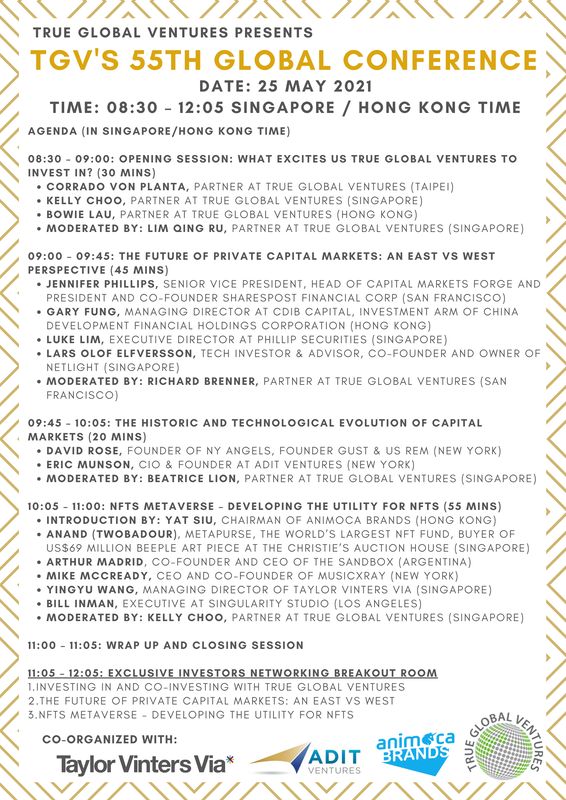 TRUE GLOBAL VENTURES PRESENTS
TGV'S 55TH GLOBAL CONFERENCE
DATE: 25 MAY 2021
TIME: 08:30 – 12:05 SINGAPORE / HONG KONG TIME
AGENDA (IN SINGAPORE/HONG KONG TIME)
08:30 – 09:00: OPENING SESSION: WHAT EXCITES US TRUE GLOBAL VENTURES TO
INVEST IN? (30 MINS)
• CORRADO VON PLANTA, PARTNER AT TRUE GLOBAL VENTURES (TAIPEI)
• KELLY CHOO, PARTNER AT TRUE GLOBAL VENTURES (SINGAPORE)
• BOWIE LAU, PARTNER AT TRUE GLOBAL VENTURES (HONG KONG)
• MODERATED BY: LIM QING RU, PARTNER AT TRUE GLOBAL VENTURES (SINGAPORE)
09:00 – 09:45: THE FUTURE OF PRIVATE CAPITAL MARKETS: AN EAST VS WEST
PERSPECTIVE (45 MINS)
• JENNIFER PHILLIPS, SENIOR VICE PRESIDENT, HEAD OF CAPITAL MARKETS FORGE AND
PRESIDENT AND CO-FOUNDER SHARESPOST FINANCIAL CORP (SAN FRANCISCO)
• GARY FUNG, MANAGING DIRECTOR AT CDIB CAPITAL, INVESTMENT ARM OF CHINA
DEVELOPMENT FINANCIAL HOLDINGS CORPORATION (HONG KONG)
• LUKE LIM, EXECUTIVE DIRECTOR AT PHILLIP SECURITIES (SINGAPORE)
• LARS OLOF ELFVERSSON, TECH INVESTOR & ADVISOR, CO-FOUNDER AND OWNER OF
NETLIGHT (SINGAPORE)
• MODERATED BY: RICHARD BRENNER, PARTNER AT TRUE GLOBAL VENTURES (SAN
FRANCISCO)
09:45 – 10:05: THE HISTORIC AND TECHNOLOGICAL EVOLUTION OF CAPITAL
MARKETS (20 MINS)
• DAVID ROSE, FOUNDER OF NY ANGELS, FOUNDER GUST & US REM (NEW YORK)
• ERIC MUNSON, CIO & FOUNDER AT ADIT VENTURES (NEW YORK)
• MODERATED BY: BEATRICE LION, PARTNER AT TRUE GLOBAL VENTURES (SINGAPORE)
10:05 – 11:00: NFTS METAVERSE – DEVELOPING THE UTILITY FOR NFTS (55 MINS)
• INTRODUCTION BY: YAT SIU, CHAIRMAN OF ANIMOCA BRANDS (HONG KONG)
• ANAND (TWOBADOUR), METAPURSE, THE WORLD'S LARGEST NFT FUND, BUYER OF
US$69 MILLION BEEPLE ART PIECE AT THE CHRISTIE'S AUCTION HOUSE (SINGAPORE)
• ARTHUR MADRID, CO-FOUNDER AND CEO OF THE SANDBOX (ARGENTINA)
• MIKE MCCREADY, CEO AND CO-FOUNDER OF MUSICXRAY (NEW YORK)
• YINGYU WANG, MANAGING DIRECTOR OF TAYLOR VINTERS VIA (SINGAPORE)
• BILL INMAN, EXECUTIVE AT SINGULARITY STUDIO (LOS ANGELES)
• MODERATED BY: KELLY CHOO, PARTNER AT TRUE GLOBAL VENTURES (SINGAPORE)
11:00 – 11:05: WRAP UP AND CLOSING SESSION
11:05 – 12:05: EXCLUSIVE INVESTORS NETWORKING BREAKOUT ROOM
1.INVESTING IN AND CO-INVESTING WITH TRUE GLOBAL VENTURES
2.THE FUTURE OF PRIVATE CAPITAL MARKETS: AN EAST VS WEST
3.NFTS METAVERSE – DEVELOPING THE UTILITY FOR NFTS
CO-ORGANIZED WITH:
Taylor Vinters Via*
ADIT
VENTURES
animoca
BRANDS
TRUE GLOBAL VENTURES